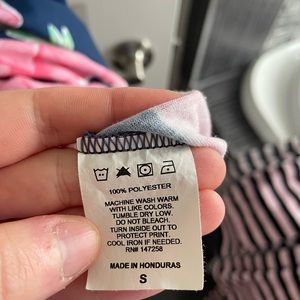 100% POLYESTER
MACHINE WASH WARM
WITH LIKE COLORS.
TUMBLE DRY LOW.
DO NOT BLEACH.
TURN INSIDE OUT TO
PROTECT PRINT.
COOL IRON IF NEEDED.
RN# 147258
MADE IN HONDURAS
S